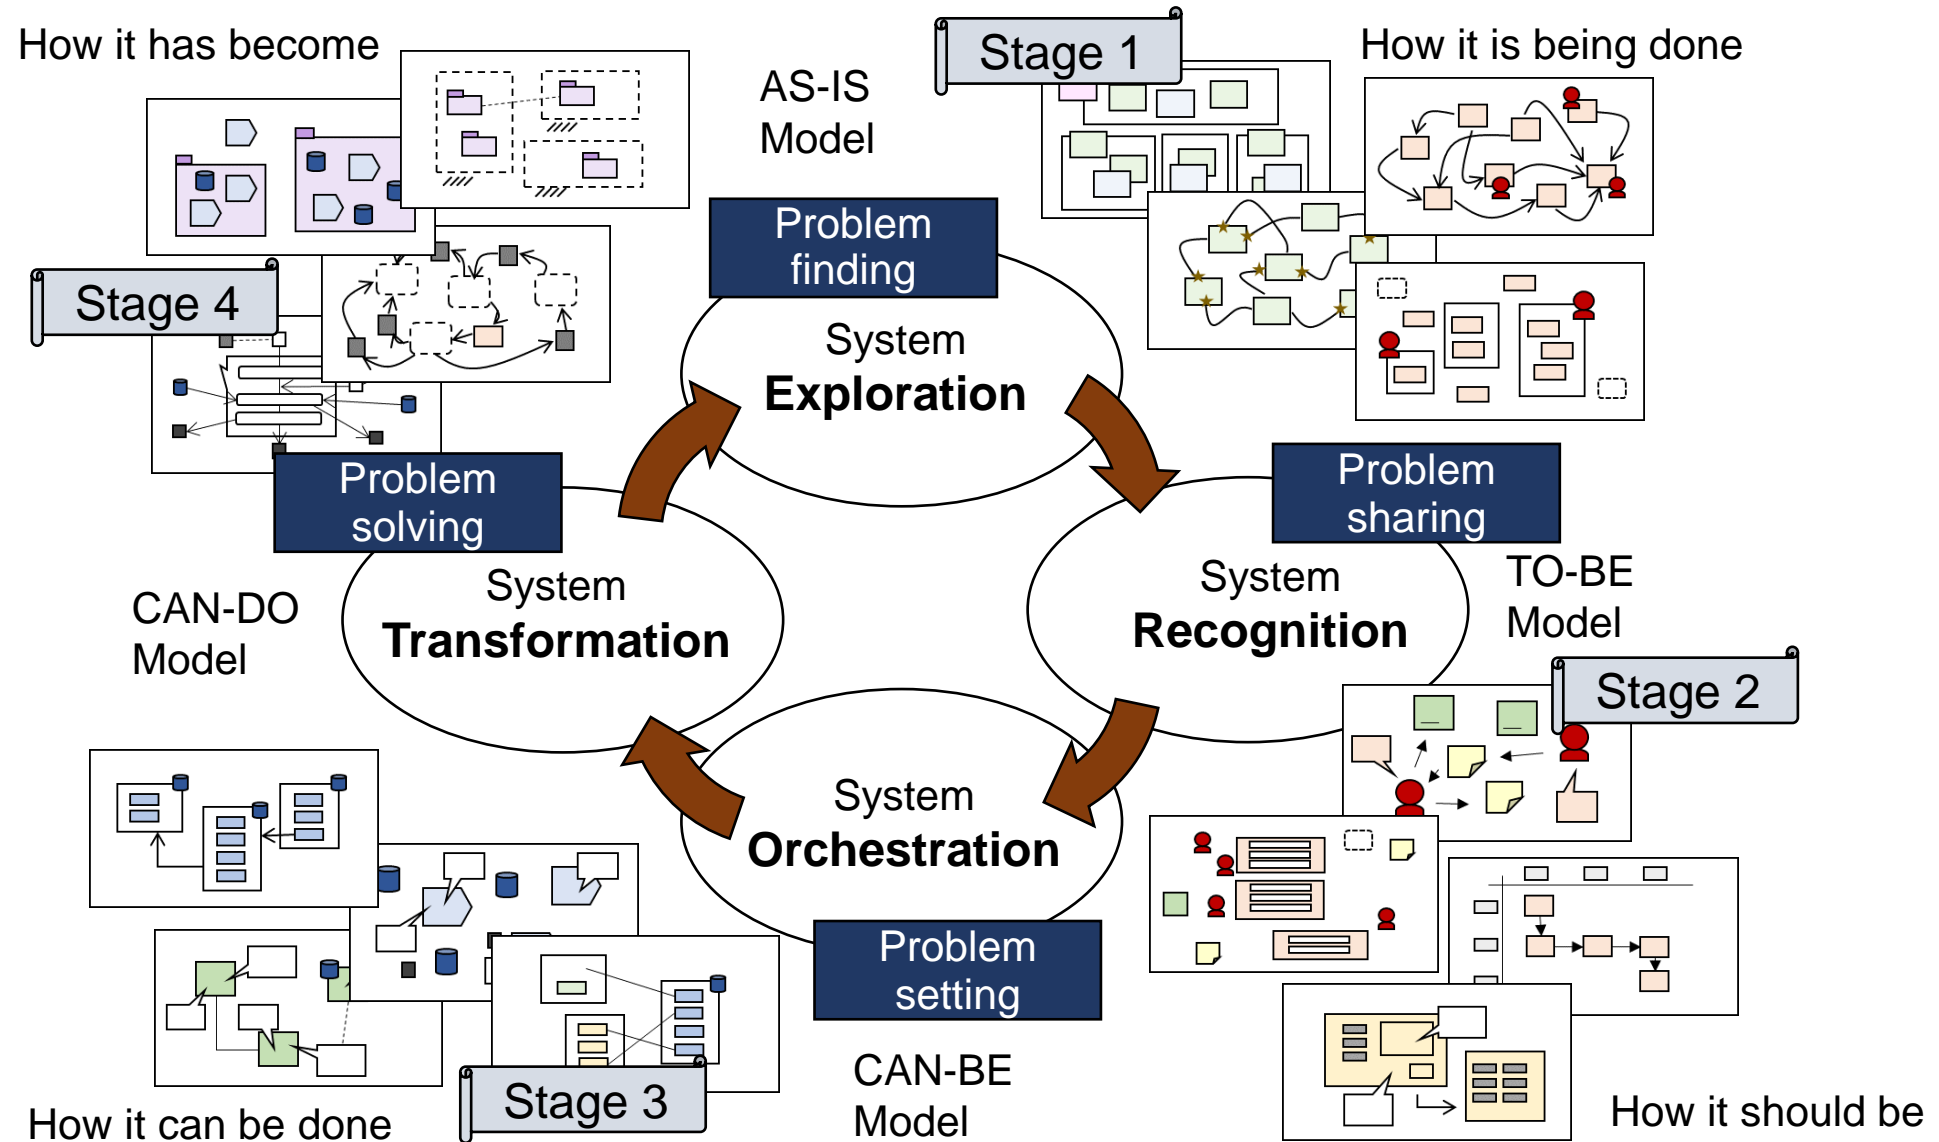 How it has become
AS-IS
Model
Stage 1
How it is being done
Problem
finding
System
Exploration
Stage 4
Problem
solving
System
Transformation
CAN-DO
Model
Problem
sharing
System
Recognition
TO-BE
Model
Stage 2
System
Orchestration
Problem
setting
CAN-BE
Model
Stage 3
How it can be done
How it should be